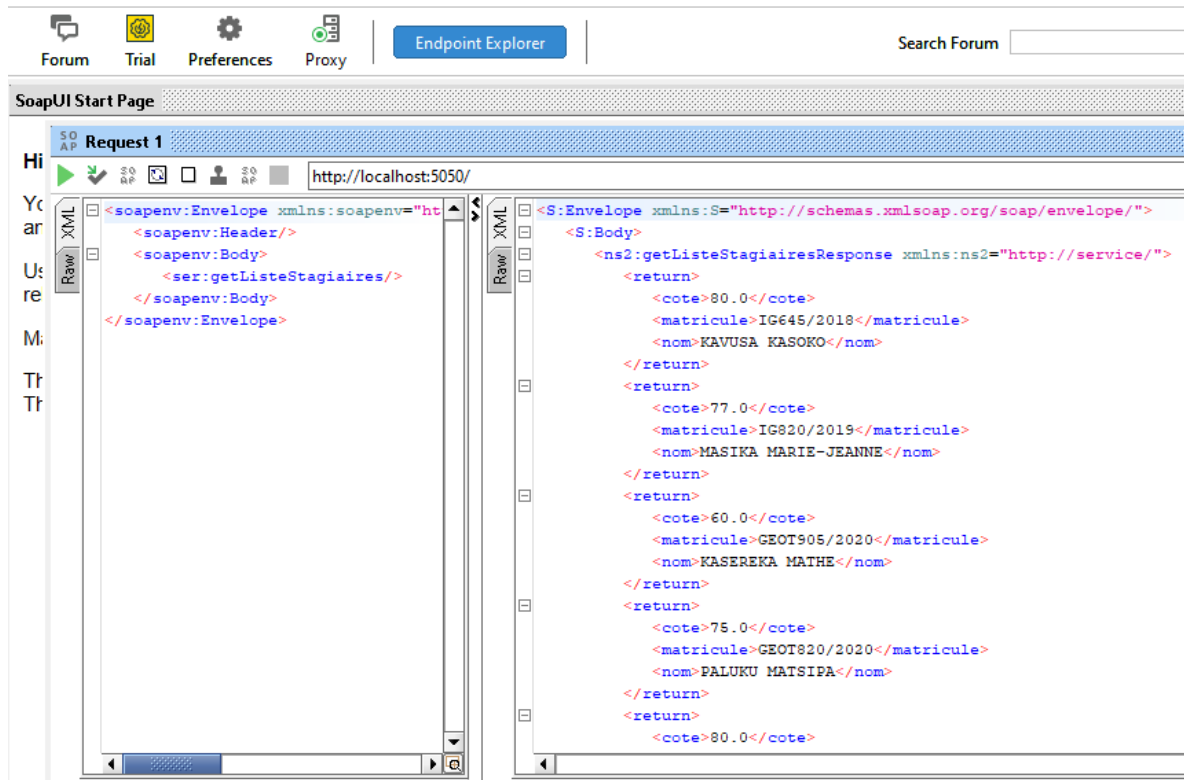 Forum Trial Preferences Proxy Endpoint Explorer Search Forum
SoapUI Start Page
SO
AP Request 1
http://localhost:5050/
Hi
XML
Raw
<soapenv:Envelope xmlns:soapenv="ht
<soapenv:Header/>
<soapenv:Body>
<ser:getListeStagiaires/>
</soapenv:Body>
</soapenv:Envelope>
XML
Raw
<S:Envelope xmlns:S="http://schemas.xmlsoap.org/soap/envelope/">
<S:Body>
<ns2:getListeStagiairesResponse xmlns:ns2="http://service/">
<return>
<cote>80.0</cote>
<matricule>IG645/2018</matricule>
<nom>KAVUSA KASOKO</nom>
</return>
<return>
<cote>77.0</cote>
<matricule>IG820/2019</matricule>
<nom>MASIKA MARIE-JEANNE</nom>
</return>
<return>
<cote>60.0</cote>
<matricule>GEOT905/2020</matricule>
<nom>KASEREKA MATHE</nom>
</return>
<return>
<cote>75.0</cote>
<matricule>GEOT820/2020</matricule>
<nom>PALUKU MATSIPA</nom>
</return>
<return>
<cote>80.0</cote>